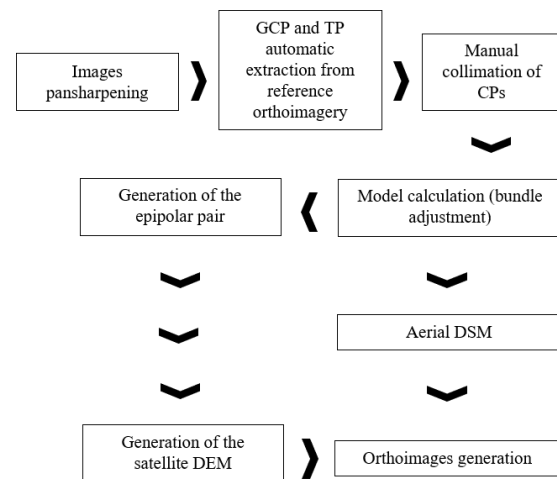 Images
pansharpening
GCP and TP
automatic
extraction from
reference
orthoimagery
Manual
collimation of
CPs
Model calculation (bundle
adjustment)
Generation of the
epipolar pair
Aerial DSM
Generation of the
satellite DEM
Orthoimages generation